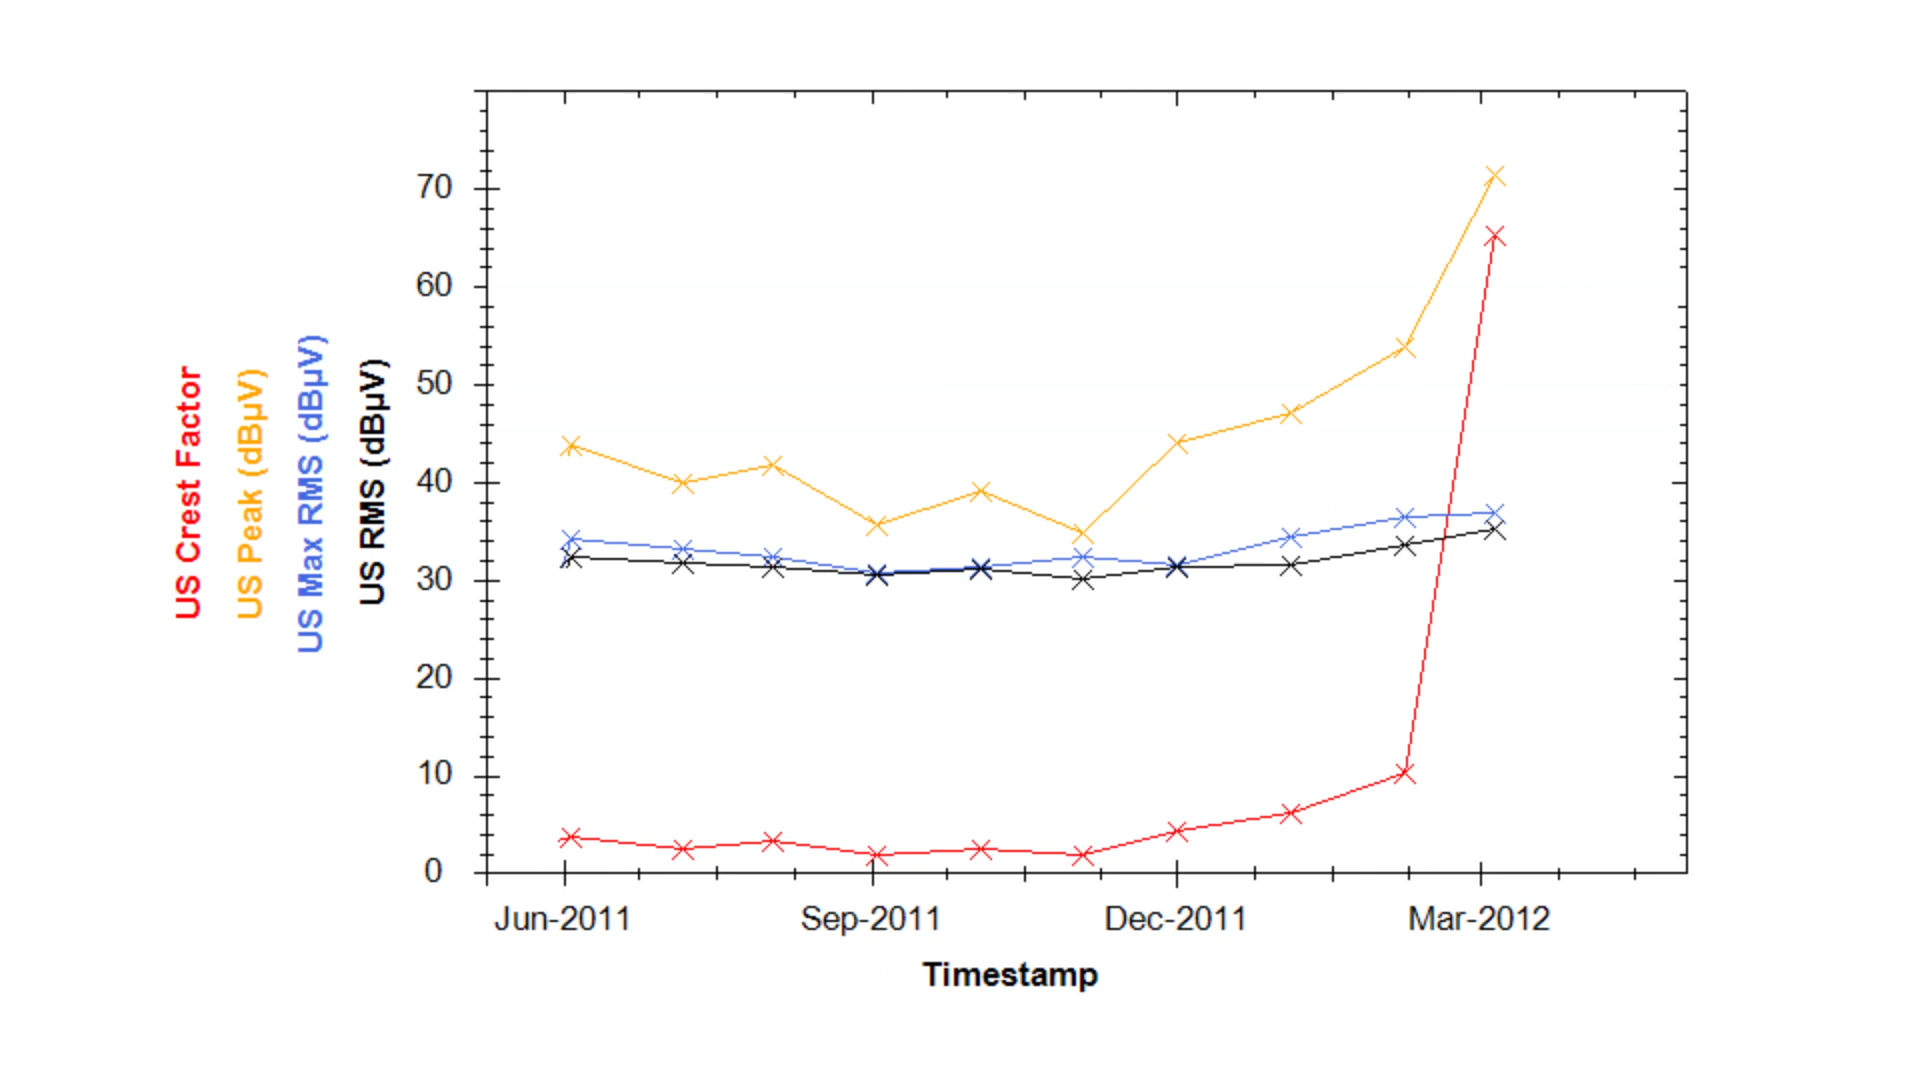 US Crest Factor
US Peak (dBµV)
US Max RMS (dBµV)
US RMS (dBµV)
70
60
50
40
30
20
10
0
Jun-2011 Sep-2011 Dec-2011 Mar-2012
Timestamp